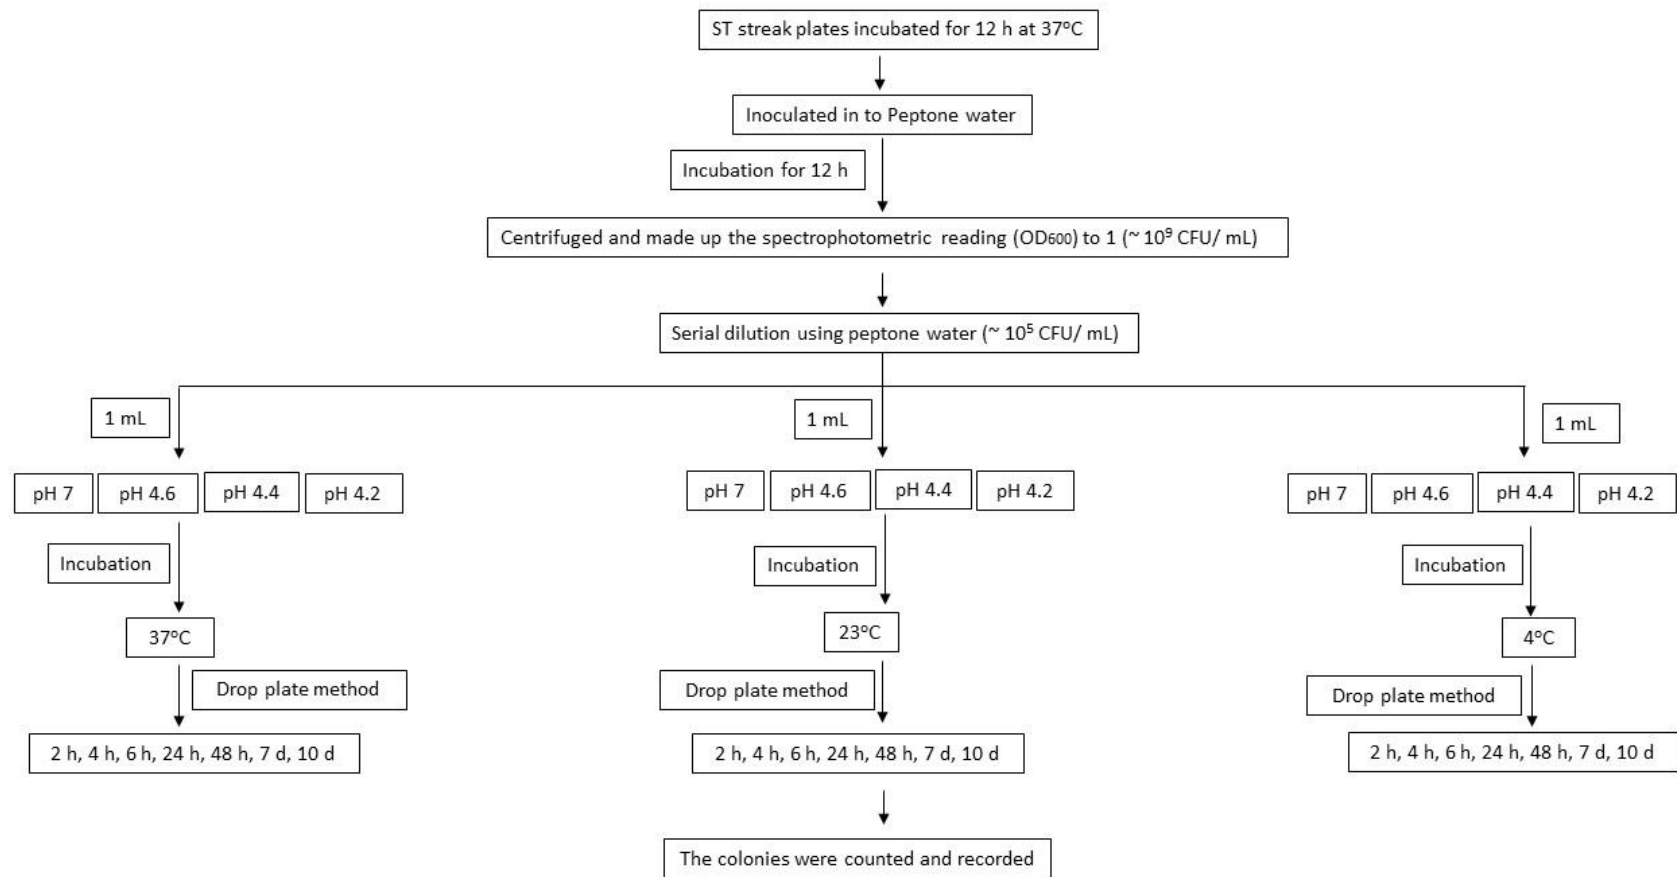 ST streak plates incubated for 12 h at 37°C
Inoculated in to Peptone water
Incubation for 12 h
Centrifuged and made up the spectrophotometric reading (OD600) to 1 (~ 10⁹ CFU/ mL)
Serial dilution using peptone water (~ 10⁵ CFU/ mL)
1 mL 1 mL 1 mL
pH 7 pH 4.6 pH 4.4 pH 4.2 pH 7 pH 4.6 pH 4.4 pH 4.2 pH 7 pH 4.6 pH 4.4 pH 4.2
Incubation Incubation Incubation
37°C 23°C 4°C
Drop plate method Drop plate method Drop plate method
2 h, 4 h, 6 h, 24 h, 48 h, 7 d, 10 d 2 h, 4 h, 6 h, 24 h, 48 h, 7 d, 10 d 2 h, 4 h, 6 h, 24 h, 48 h, 7 d, 10 d
The colonies were counted and recorded